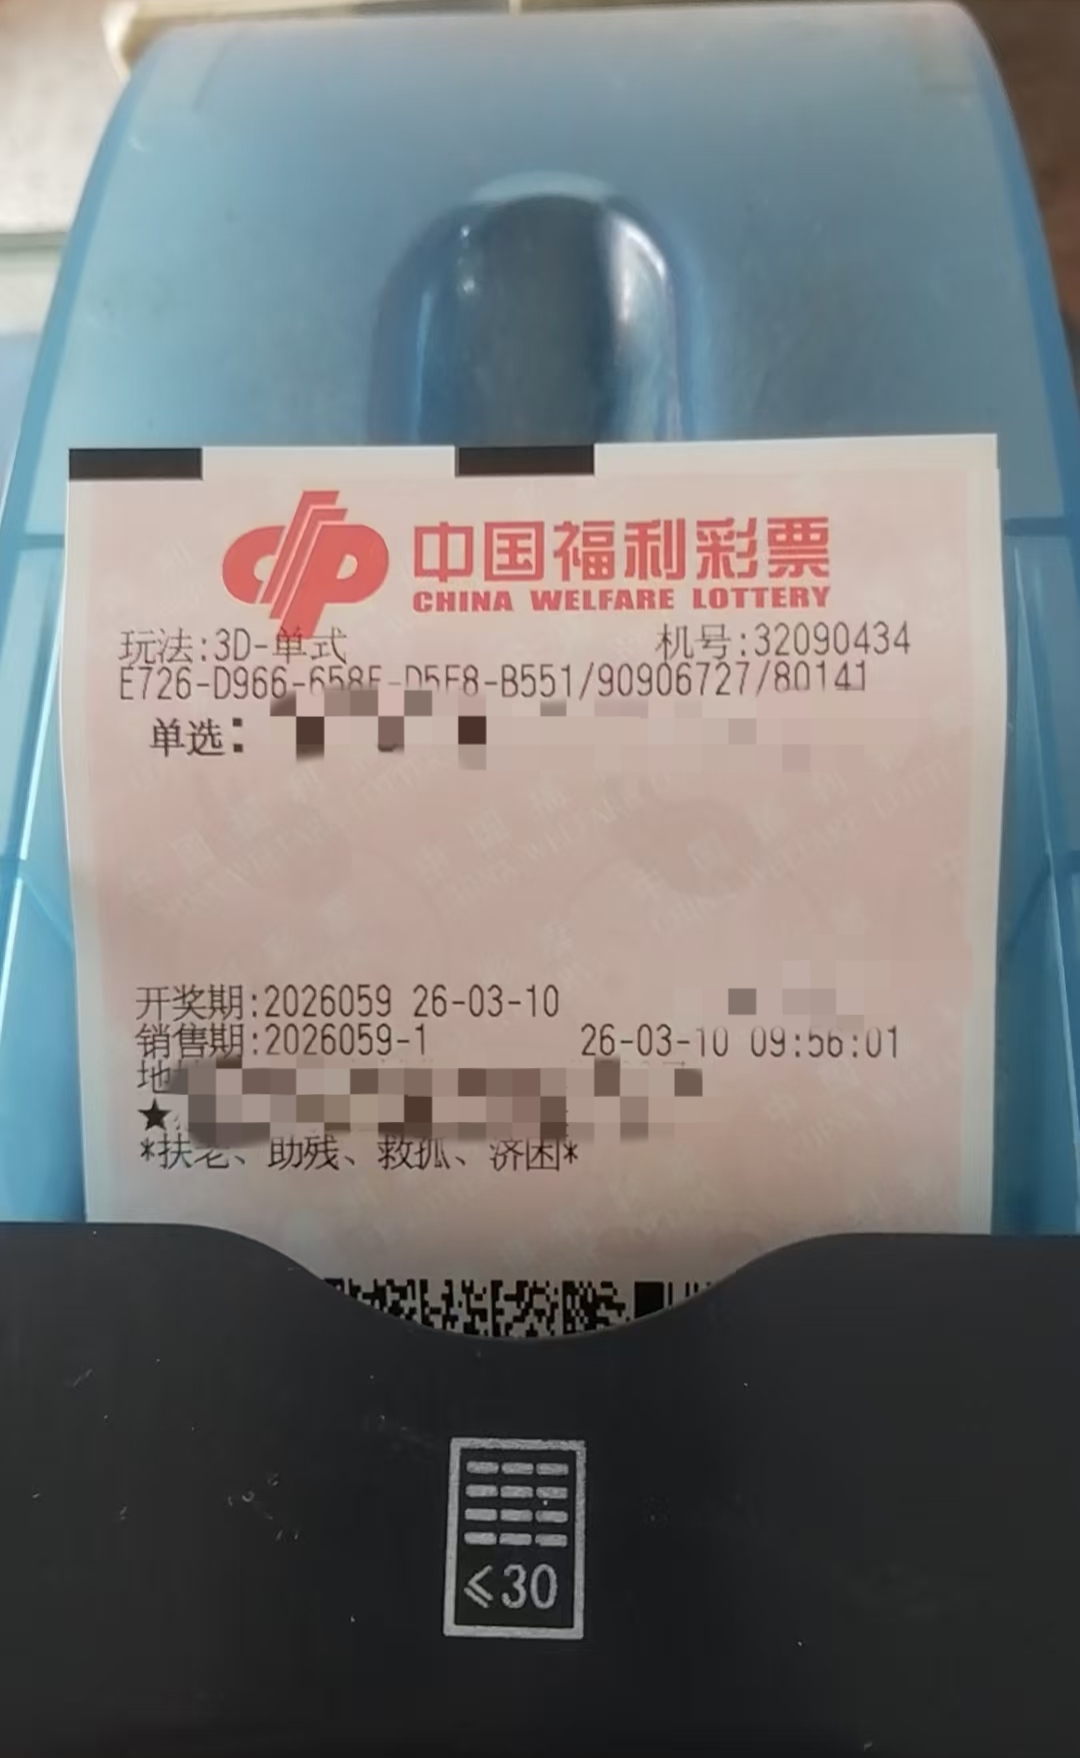 中国福利彩票
CHINA WELFARE LOTTERY
玩法:3D-单式 机号:32090434
E726-D966-658F-D5F8-B551/90906727/80141
单选:
开奖期:2026059 26-03-10
销售期:2026059-1 26-03-10 09:56:01
地
★
*扶老、助残、救孤、济困*
≤30